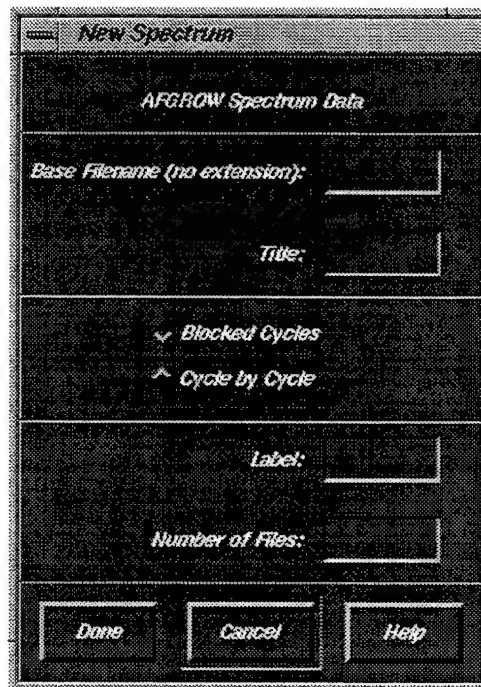 New Spectrum
AFGROW Spectrum Data
Base Filename (no extension):
Title:
Blocked Cycles
Cycle by Cycle
Label:
Number of Files:
Done Cancel Help